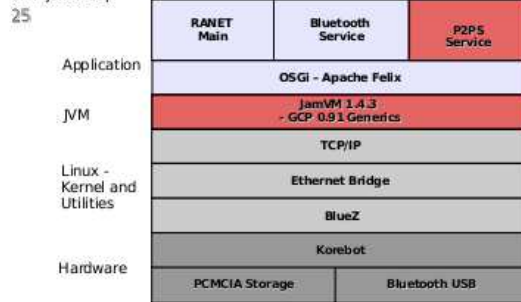 25
RANET
Main
Bluetooth
Service
P2PS
Service
Application
OSGi - Apache Felix
JVM
JamVM 1.4.3
- GCP 0.91 Generics
TCP/IP
Linux -
Kernel and
Utilities
Ethernet Bridge
BlueZ
Korebot
Hardware
PCMCIA Storage
Bluetooth USB